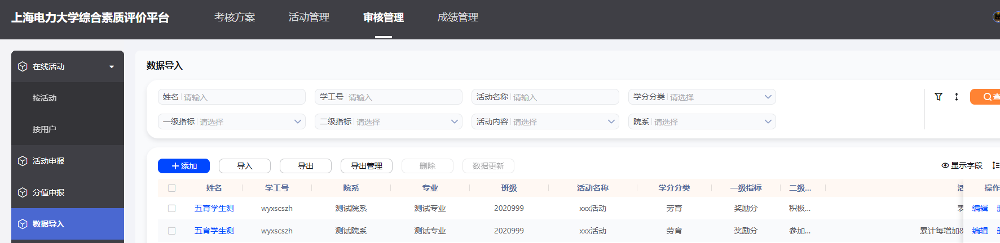 上海电力大学综合素质评价平台 考核方案 活动管理 审核管理 成绩管理
在线活动
按活动
按用户
活动申报
分值申报
数据导入
数据导入
姓名 请输入 学工号 请输入 活动名称 请输入 学分分类 请选择
一级指标 请选择 二级指标 请选择 活动内容 请选择 院系 请选择
添加 导入 导出 导出管理 删除 数据更新 显示字段
姓名 学工号 院系 专业 班级 活动名称 学分分类 一级指标 二级... 操作
五育学生测 wyxscszh 测试院系 测试专业 2020999 xxx活动 劳育 奖励分 积极... 编辑
五育学生测 wyxscszh 测试院系 测试专业 2020999 xxx活动 劳育 奖励分 参加... 累计每增加8 编辑